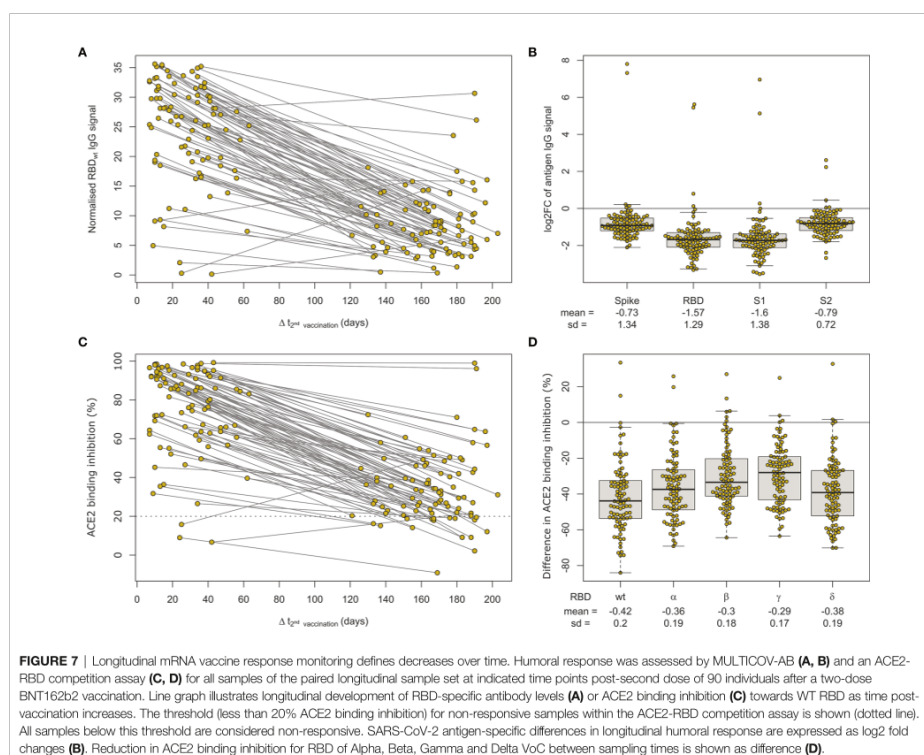 A
B
35
30
25
20
15
10
5
0
Normalised RBDwt IgG signal
0 20 40 60 80 100 120 140 160 180 200
Δ t2nd vaccination (days)
8
6
4
2
0
-2
log2FC of antigen IgG signal
Spike RBD S1 S2
mean = -0.73 -1.57 -1.6 -0.79
sd = 1.34 1.29 1.38 0.72
C
D
100
80
60
40
20
0
ACE2 binding inhibition (%)
0 20 40 60 80 100 120 140 160 180 200
Δ t2nd vaccination (days)
20
0
-20
-40
-60
-80
Difference in ACE2 binding inhibition (%)
RBD wt α β γ δ
mean = -0.42 -0.36 -0.3 -0.29 -0.38
sd = 0.2 0.19 0.18 0.17 0.19
FIGURE 7 | Longitudinal mRNA vaccine response monitoring defines decreases over time. Humoral response was assessed by MULTICOV-AB (A, B) and an ACE2-
RBD competition assay (C, D) for all samples of the paired longitudinal sample set at indicated time points post-second dose of 90 individuals after a two-dose
BNT162b2 vaccination. Line graph illustrates longitudinal development of RBD-specific antibody levels (A) or ACE2 binding inhibition (C) towards WT RBD as time post-
vaccination increases. The threshold (less than 20% ACE2 binding inhibition) for non-responsive samples within the ACE2-RBD competition assay is shown (dotted line).
All samples below this threshold are considered non-responsive. SARS-CoV-2 antigen-specific differences in longitudinal humoral response are expressed as log2 fold
changes (B). Reduction in ACE2 binding inhibition for RBD of Alpha, Beta, Gamma and Delta VoC between sampling times is shown as difference (D).